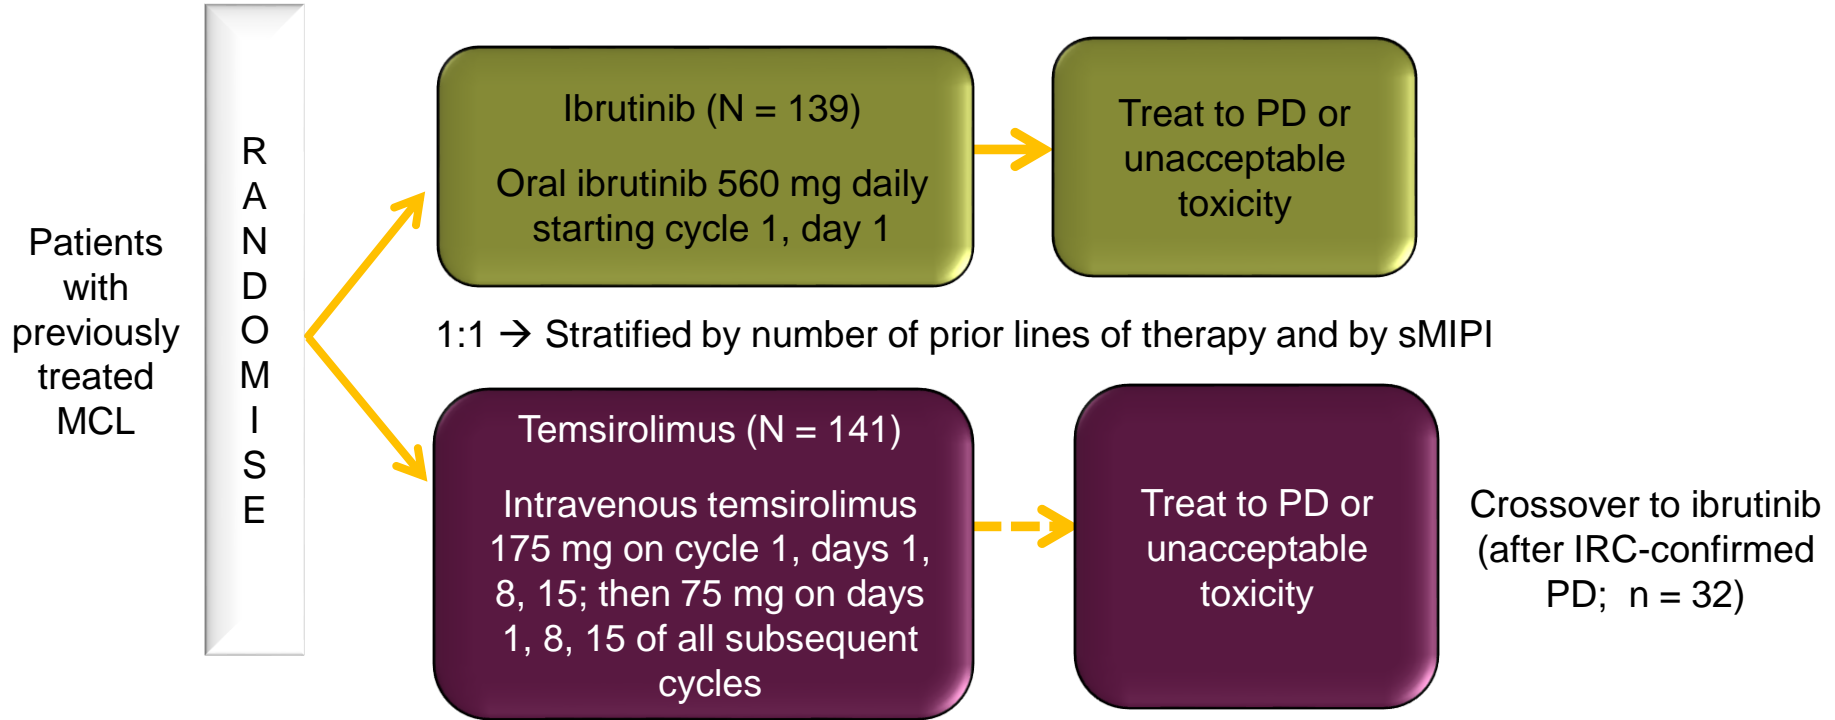 Patients
with
previously
treated
MCL
R
A
N
D
O
M
I
S
E
Ibrutinib (N = 139)
Oral ibrutinib 560 mg daily
starting cycle 1, day 1
Treat to PD or
unacceptable
toxicity
1:1 → Stratified by number of prior lines of therapy and by sMIPI
Temsirolimus (N = 141)
Intravenous temsirolimus
175 mg on cycle 1, days 1,
8, 15; then 75 mg on days
1, 8, 15 of all subsequent
cycles
Treat to PD or
unacceptable
toxicity
Crossover to ibrutinib
(after IRC-confirmed
PD; n = 32)